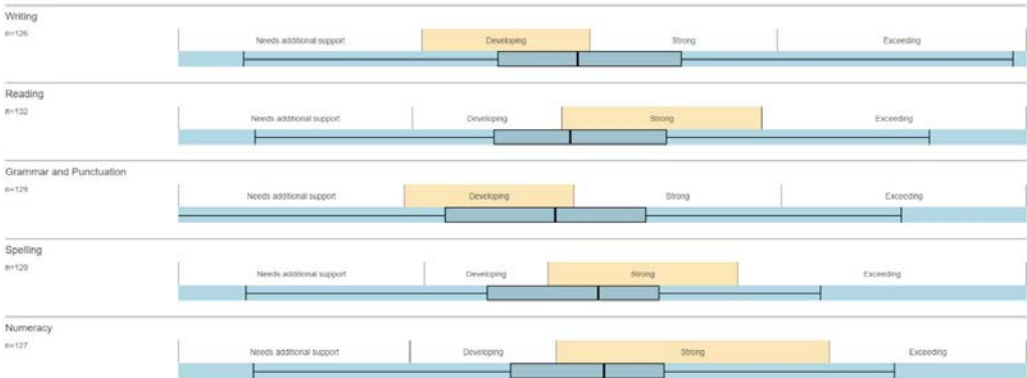 Writing
n=126
Needs additional support Developing Strong Exceeding
Reading
n=132
Needs additional support Developing Strong Exceeding
Grammar and Punctuation
n=129
Needs additional support Developing Strong Exceeding
Spelling
n=129
Needs additional support Developing Strong Exceeding
Numeracy
n=127
Needs additional support Developing Strong Exceeding